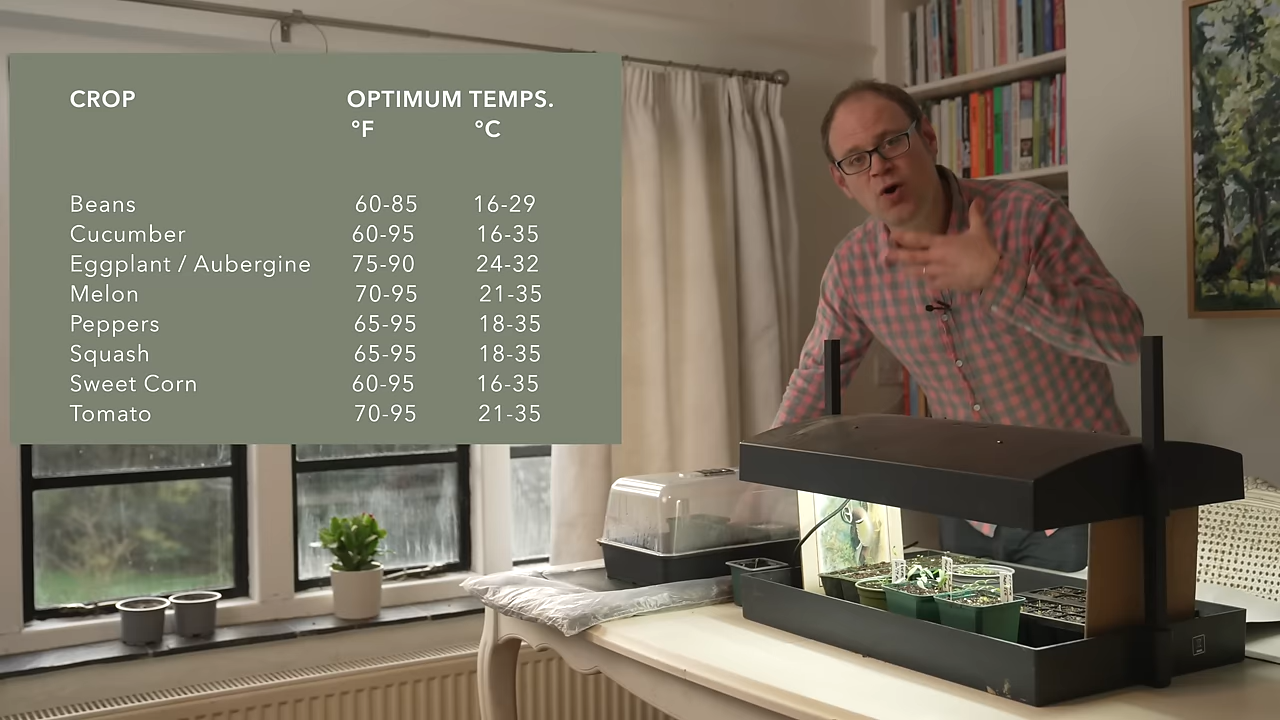 CROP OPTIMUM TEMPS.
°F °C
Beans 60-85 16-29
Cucumber 60-95 16-35
Eggplant / Aubergine 75-90 24-32
Melon 70-95 21-35
Peppers 65-95 18-35
Squash 65-95 18-35
Sweet Corn 60-95 16-35
Tomato 70-95 21-35